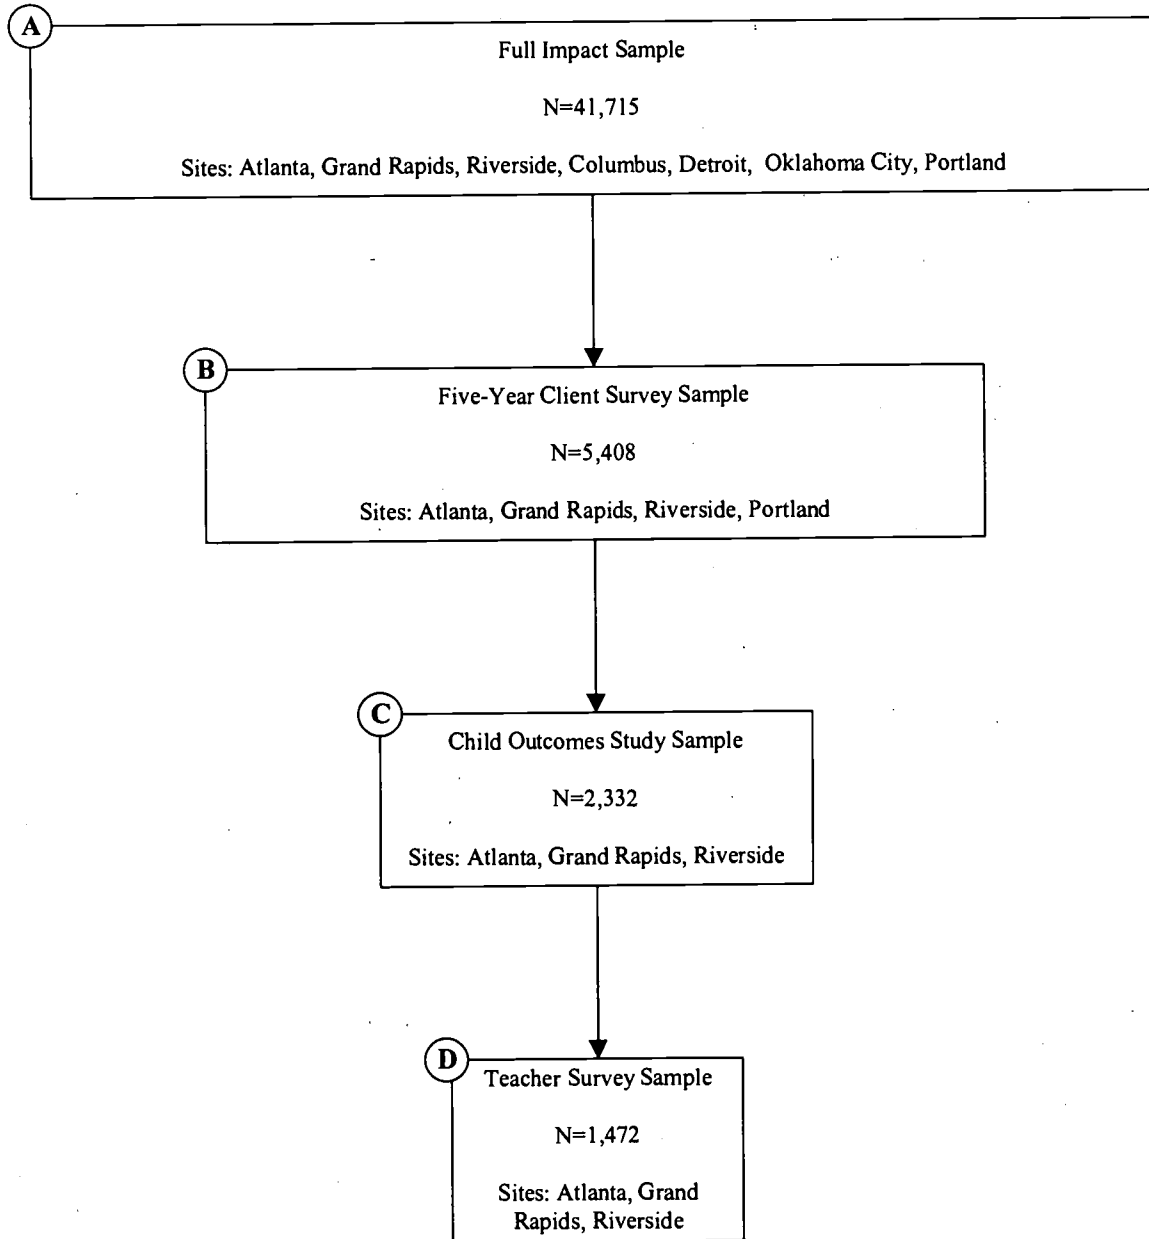 A
Full Impact Sample
N=41,715
Sites: Atlanta, Grand Rapids, Riverside, Columbus, Detroit, Oklahoma City, Portland
B
Five-Year Client Survey Sample
N=5,408
Sites: Atlanta, Grand Rapids, Riverside, Portland
C
Child Outcomes Study Sample
N=2,332
Sites: Atlanta, Grand Rapids, Riverside
D
Teacher Survey Sample
N=1,472
Sites: Atlanta, Grand
Rapids, Riverside